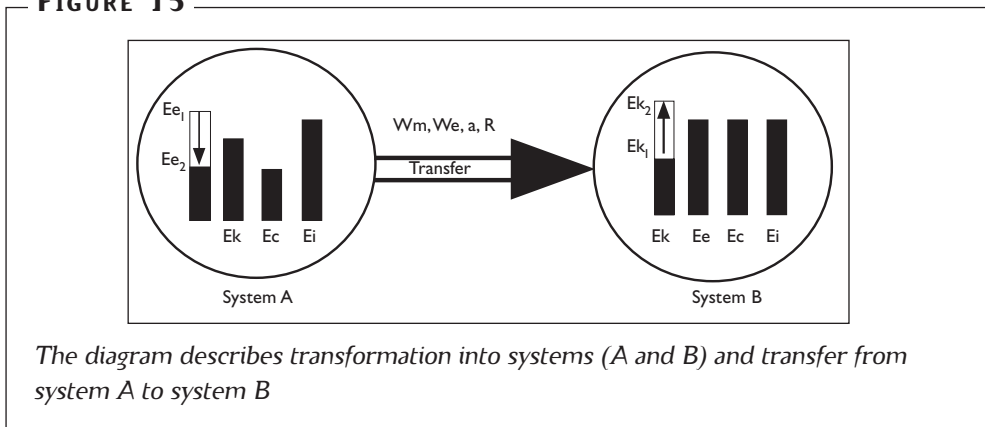 FIGURE 15
Ee1
Ee2
Ek Ec Ei
System A
Wm, We, a, R
Transfer
Ek2
Ek1
Ek Ee Ec Ei
System B
The diagram describes transformation into systems (A and B) and transfer from
system A to system B